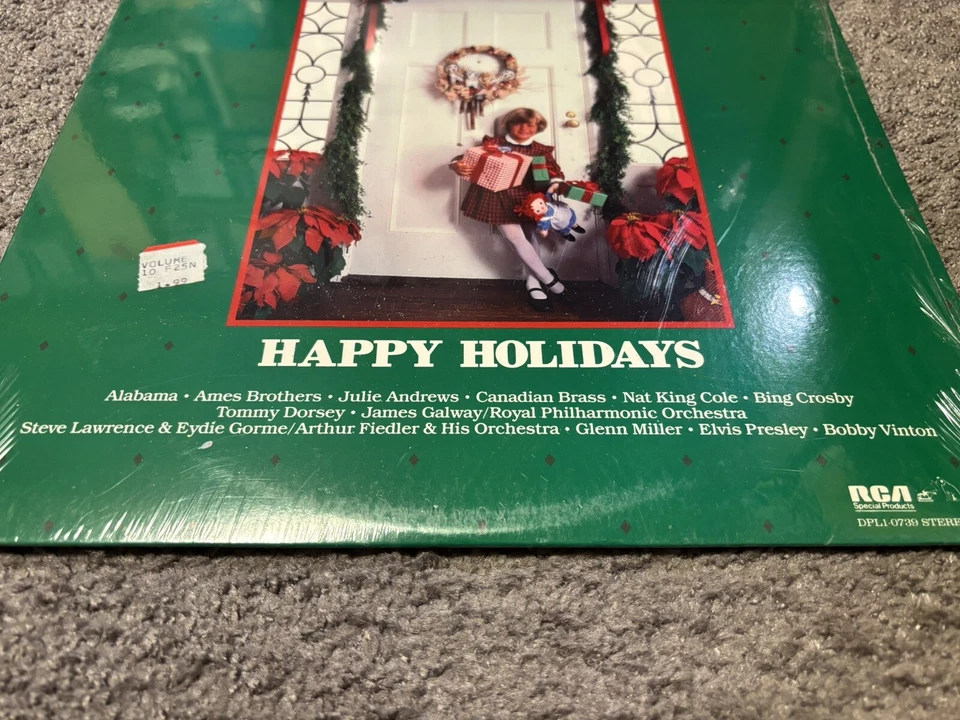 VOLUME
10 F25N
1.99
HAPPY HOLIDAYS
Alabama • Ames Brothers • Julie Andrews • Canadian Brass • Nat King Cole • Bing Crosby
Tommy Dorsey • James Galway/Royal Philharmonic Orchestra
Steve Lawrence & Eydie Gorme/Arthur Fiedler & His Orchestra • Glenn Miller • Elvis Presley • Bobby Vinton
RCA
Special Products
DPL1-0739 STERE